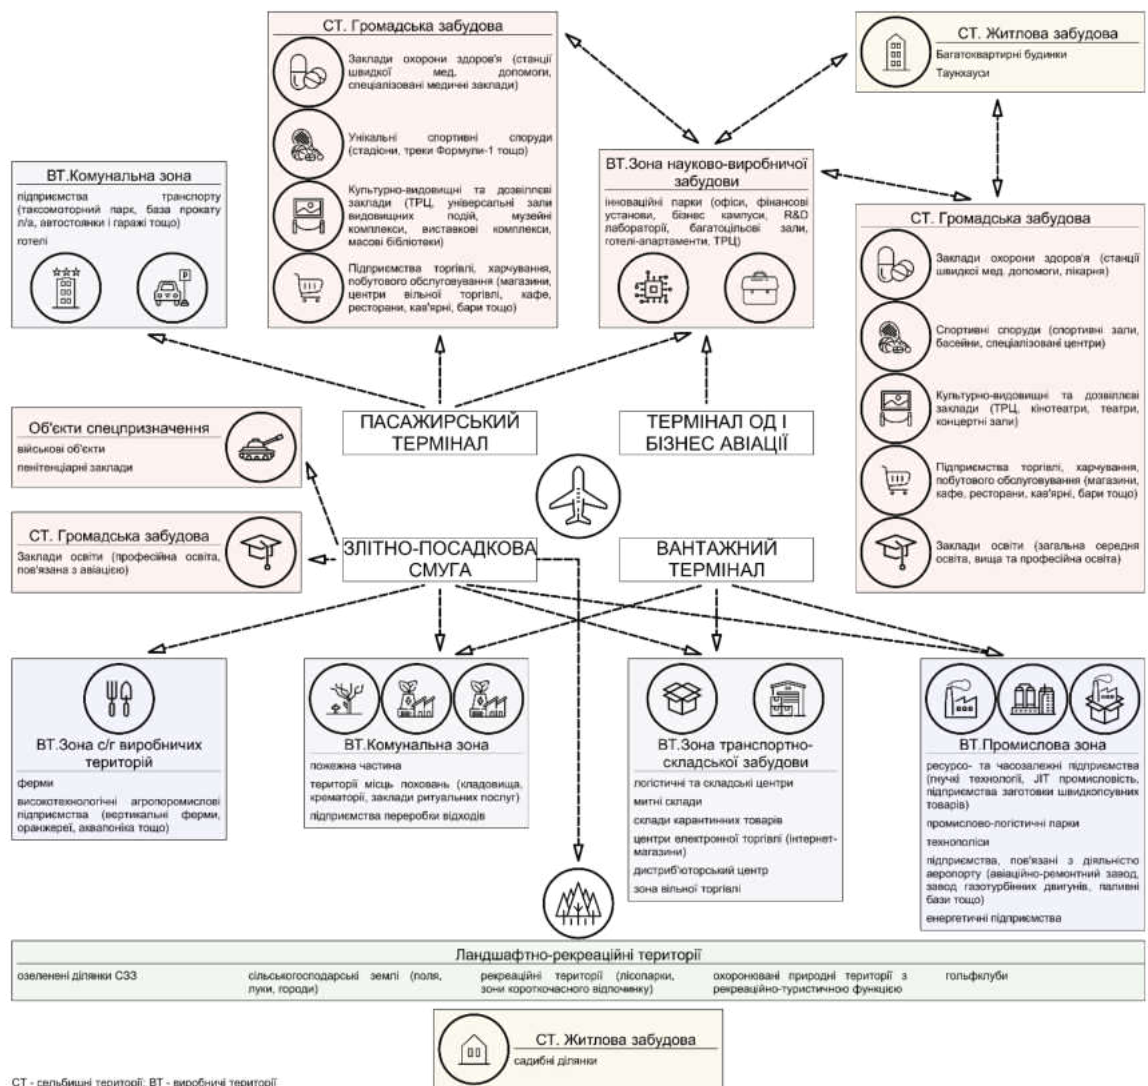 СТ. Громадська забудова
Заклади охорони здоров'я (станції
швидкої мед. допомоги,
спеціалізовані медичні заклади)
Унікальні спортивні споруди
(стадіони, треки Формули-1 тощо)
Культурно-видовищні та дозвіллєві
заклади (ТРЦ, універсальні зали
видовищних подій, музейні
комплекси, виставкові комплекси,
масові бібліотеки)
Підприємства торгівлі, харчування,
побутового обслуговування (магазини,
центри вільної торгівлі, кафе,
ресторани, кав'ярні, бари тощо)
СТ. Житлова забудова
Багатоквартирні будинки
Таунхауси
ВТ.Комунальна зона
підприємства транспорту
(таксомоторний парк, база прокату
л/а, автостоянки і гаражі тощо)
готелі
ВТ.Зона науково-виробничої
забудови
інноваційні парки (офіси, фінансові
установи, бізнес кампуси, R&D
лабораторії, багатоцільові зали,
готелі-апартаменти, ТРЦ)
СТ. Громадська забудова
Заклади охорони здоров'я (станції
швидкої мед. допомоги, лікарня)
Спортивні споруди (спортивні зали,
басейни, спеціалізовані центри)
Культурно-видовищні та дозвіллєві
заклади (ТРЦ, кінотеатри, театри,
концертні зали)
Підприємства торгівлі, харчування,
побутового обслуговування (магазини,
кафе, ресторани, кав'ярні, бари тощо)
Заклади освіти (загальна середня
освіта, вища та професійна освіта)
ПАСАЖИРСЬКИЙ
ТЕРМІНАЛ
ТЕРМІНАЛ ОД І
БІЗНЕС АВІАЦІЇ
Об'єкти спецпризначення
військові об'єкти
пенітенціарні заклади
СТ. Громадська забудова
Заклади освіти (професійна освіта,
пов'язана з авіацією)
ЗЛІТНО-ПОСАДКОВА
СМУГА
ВАНТАЖНИЙ
ТЕРМІНАЛ
ВТ.Зона с/г виробничих
територій
ферми
високотехнологічні агропромислові
підприємства (вертикальні ферми,
оранжереї, аквапоніка тощо)
ВТ.Комунальна зона
пожежна частина
території місць поховань (кладовища,
крематорії, заклади ритуальних послуг)
підприємства переробки відходів
ВТ.Зона транспортно-
складської забудови
логістичні та складські центри
митні склади
склади карантинних товарів
центри електронної торгівлі (інтернет-
магазини)
дистриб'юторський центр
зона вільної торгівлі
ВТ.Промислова зона
ресурсо- та часозалежні підприємства
(гнучкі технології, JIT промисловість,
підприємства заготовки швидкопсувних
товарів)
промислово-логістичні парки
технополіси
підприємства, пов'язані з діяльністю
аеропорту (авіаційно-ремонтний завод,
завод газотурбінних двигунів, паливні
бази тощо)
енергетичні підприємства
Ландшафтно-рекреаційні території
озеленені ділянки СЗЗ
сільськогосподарські землі (поля,
луки, городи)
рекреаційні території (лісопарки,
зони короткочасного відпочинку)
охоронювані природні території з
рекреаційно-туристичною функцією
гольфклуби
СТ. Житлова забудова
садибні ділянки
СТ - сельбищні території; ВТ - виробничі території